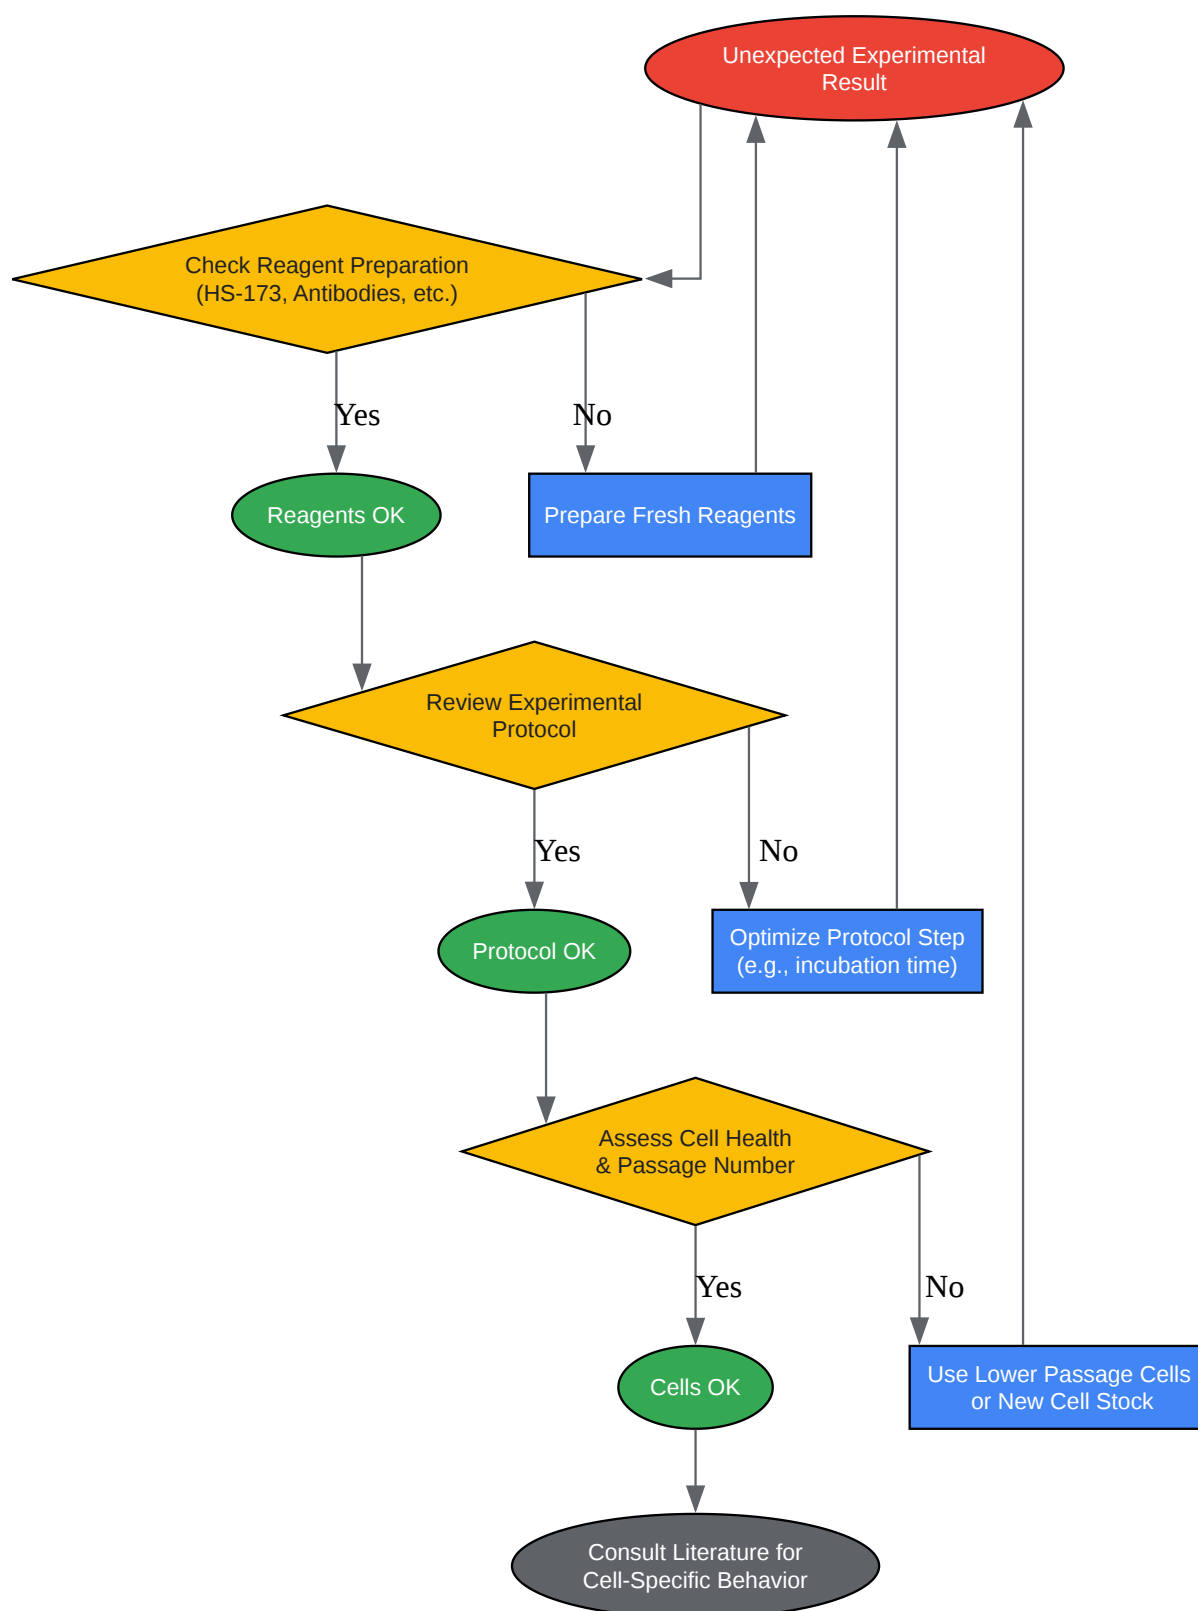 Unexpected Experimental
Result
Check Reagent Preparation
(HS-173, Antibodies, etc.)
Yes
No
Reagents OK
Prepare Fresh Reagents
Review Experimental
Protocol
Yes
No
Protocol OK
Optimize Protocol Step
(e.g., incubation time)
Assess Cell Health
& Passage Number
Yes
No
Cells OK
Use Lower Passage Cells
or New Cell Stock
Consult Literature for
Cell-Specific Behavior